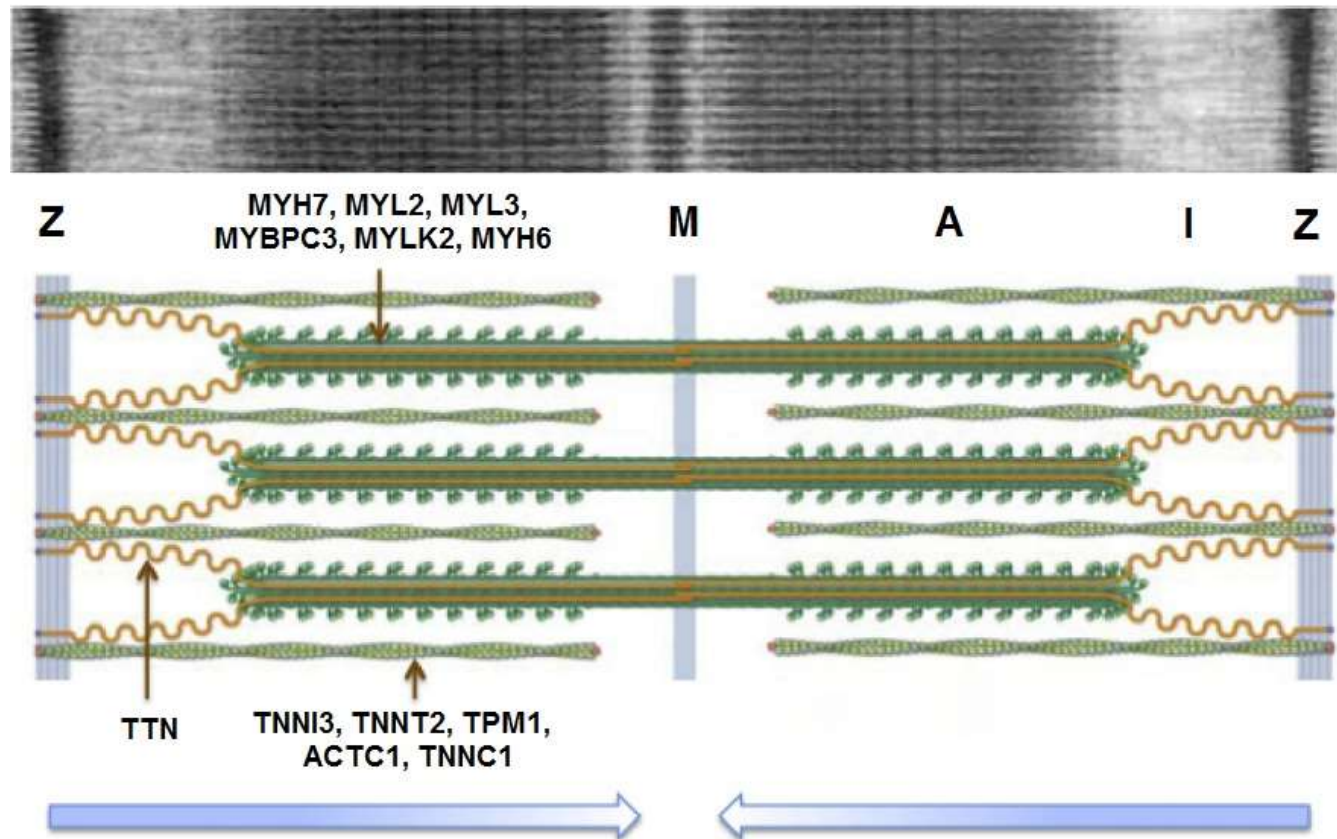 Z
MYH7, MYL2, MYL3,
MYBPC3, MYLK2, MYH6
M
A
I
Z
TTN
TNNI3, TNNT2, TPM1,
ACTC1, TNNC1